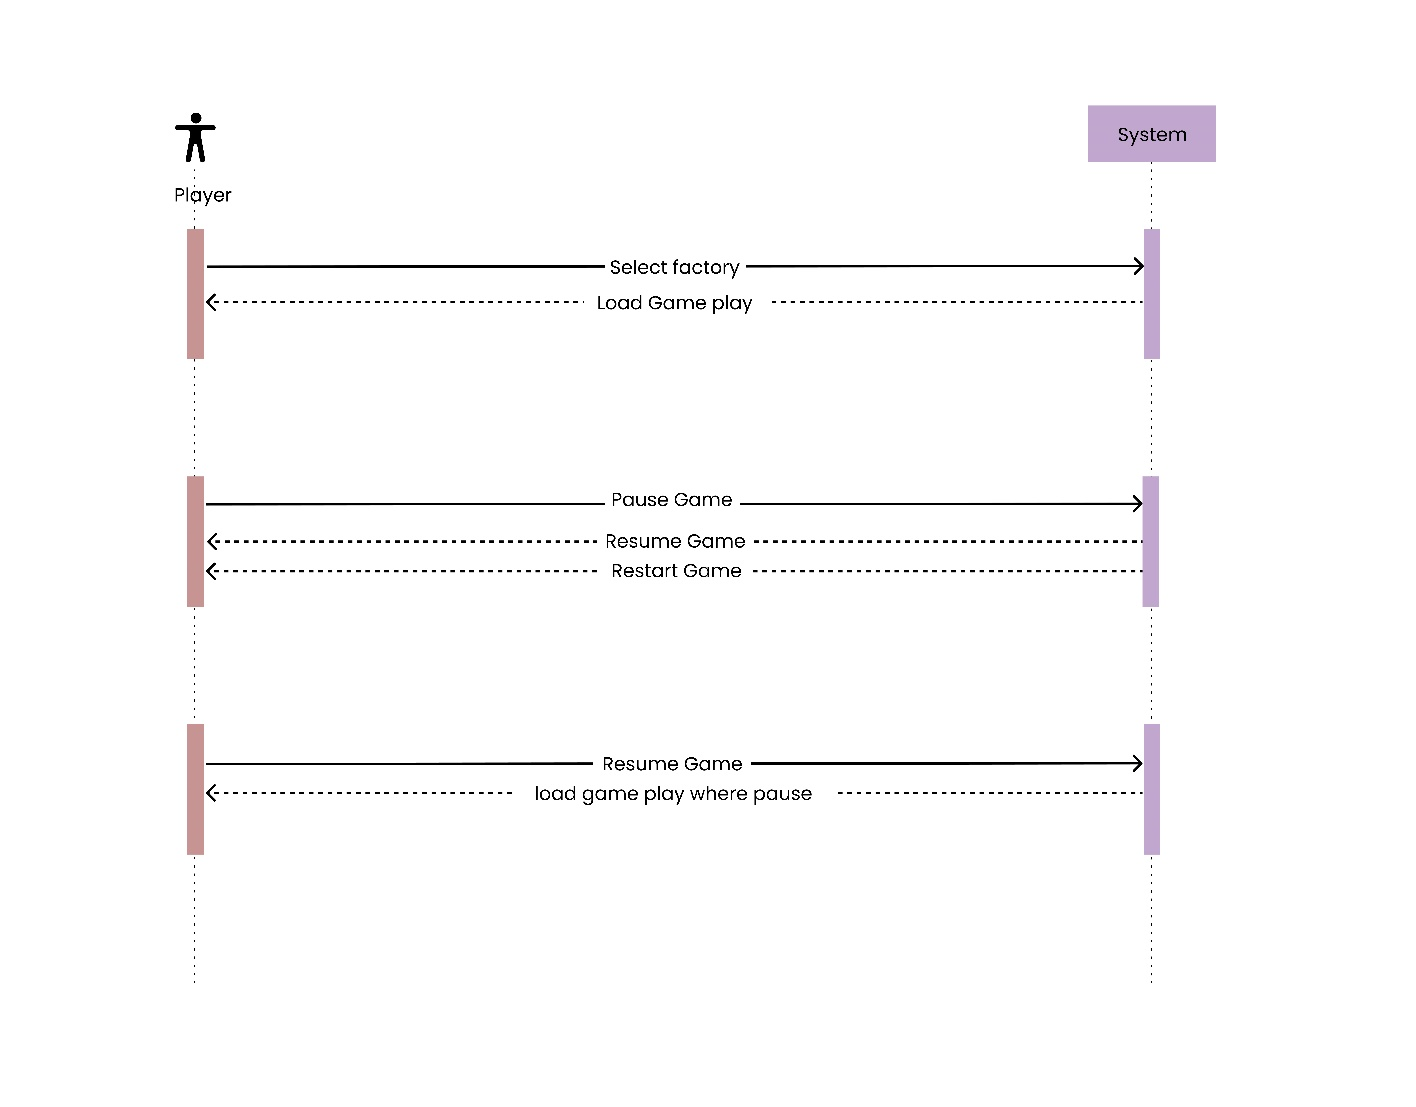 System
Player
Select factory
Load Game play
Pause Game
Resume Game
Restart Game
Resume Game
load game play where pause